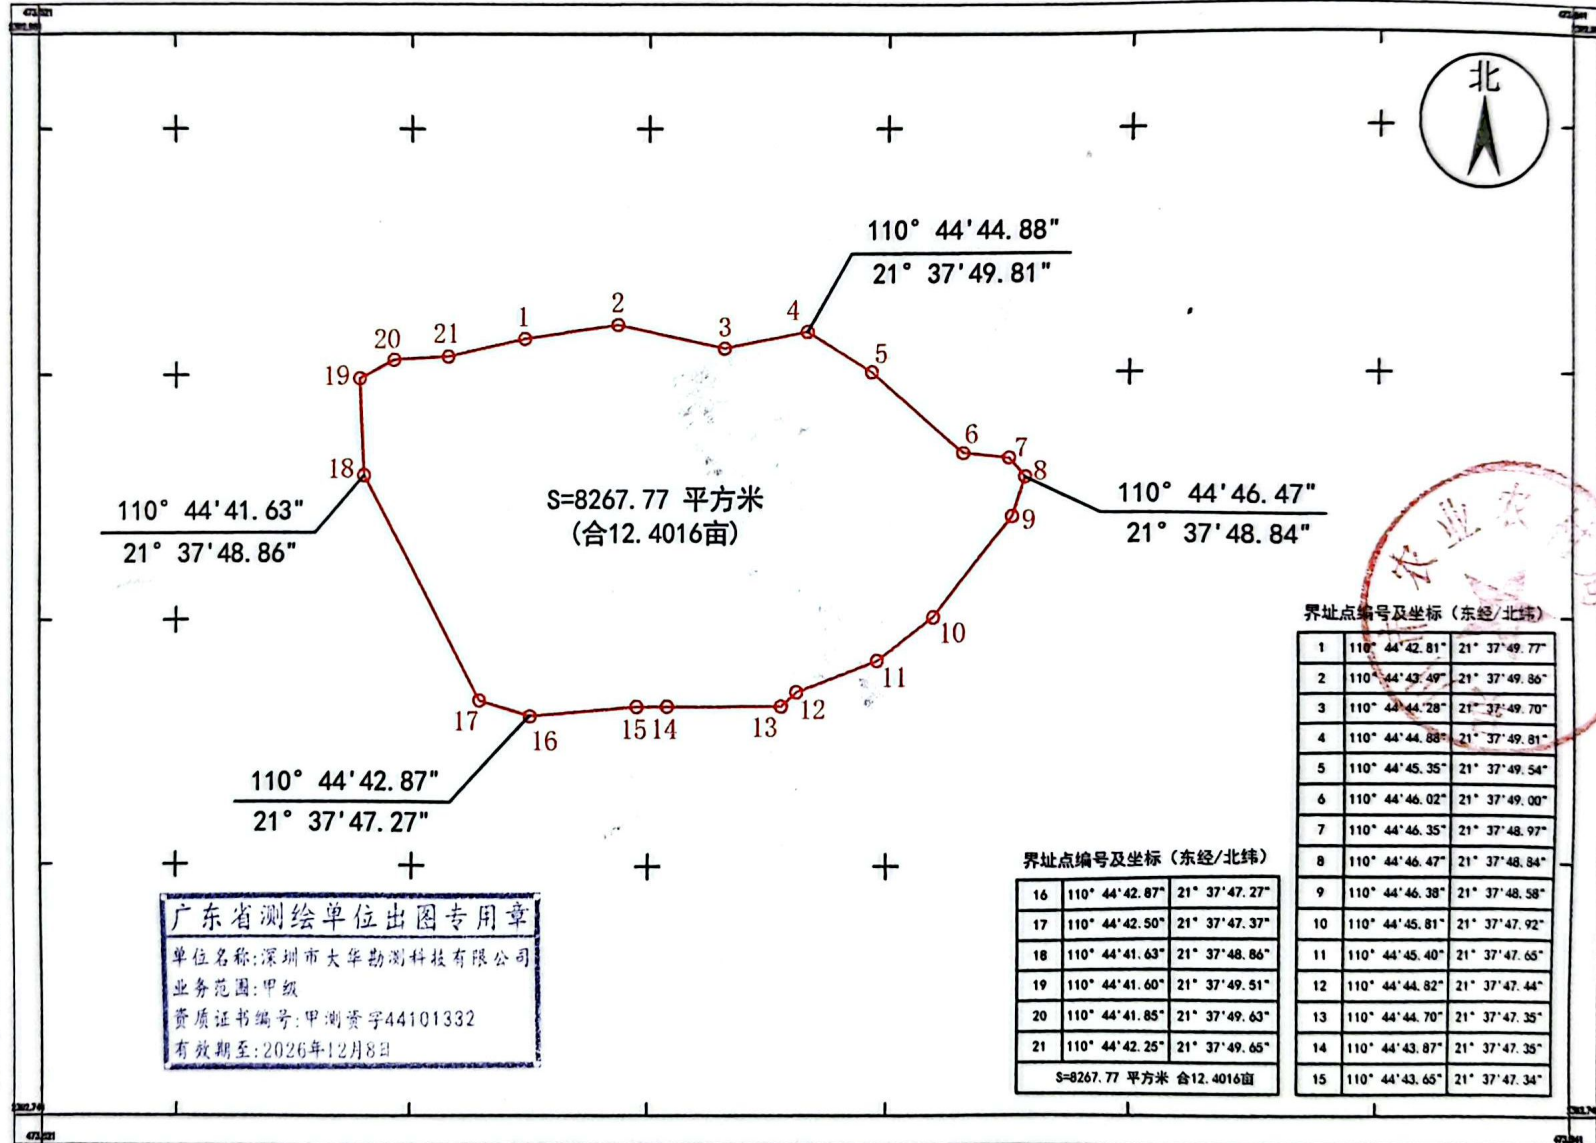 北
110° 44'44.88"
21° 37'49.81"
1
2
3
4
5
6
7
8
9
10
11
12
13
14
15
16
17
18
19
20
21
110° 44'41.63"
21° 37'48.86"
S=8267.77 平方米
(合12.4016亩)
110° 44'46.47"
21° 37'48.84"
110° 44'42.87"
21° 37'47.27"
广东省测绘单位出图专用章
单位名称:深圳市大华勘测科技有限公司
业务范围:甲级
资质证书编号:甲测资字44101332
有效期至:2026年12月8日
界址点编号及坐标（东经/北纬）
16 110° 44'42.87" 21° 37'47.27"
17 110° 44'42.50" 21° 37'47.37"
18 110° 44'41.63" 21° 37'48.86"
19 110° 44'41.60" 21° 37'49.51"
20 110° 44'41.85" 21° 37'49.63"
21 110° 44'42.25" 21° 37'49.65"
S=8267.77 平方米 合12.4016亩
界址点编号及坐标（东经/北纬）
1 110° 44'42.81" 21° 37'49.77"
2 110° 44'43.49" 21° 37'49.86"
3 110° 44'44.28" 21° 37'49.70"
4 110° 44'44.88" 21° 37'49.81"
5 110° 44'45.35" 21° 37'49.54"
6 110° 44'46.02" 21° 37'49.00"
7 110° 44'46.35" 21° 37'48.97"
8 110° 44'46.47" 21° 37'48.84"
9 110° 44'46.38" 21° 37'48.58"
10 110° 44'45.81" 21° 37'47.92"
11 110° 44'45.40" 21° 37'47.65"
12 110° 44'44.82" 21° 37'47.44"
13 110° 44'44.70" 21° 37'47.35"
14 110° 44'43.87" 21° 37'47.35"
15 110° 44'43.65" 21° 37'47.34"
农业农